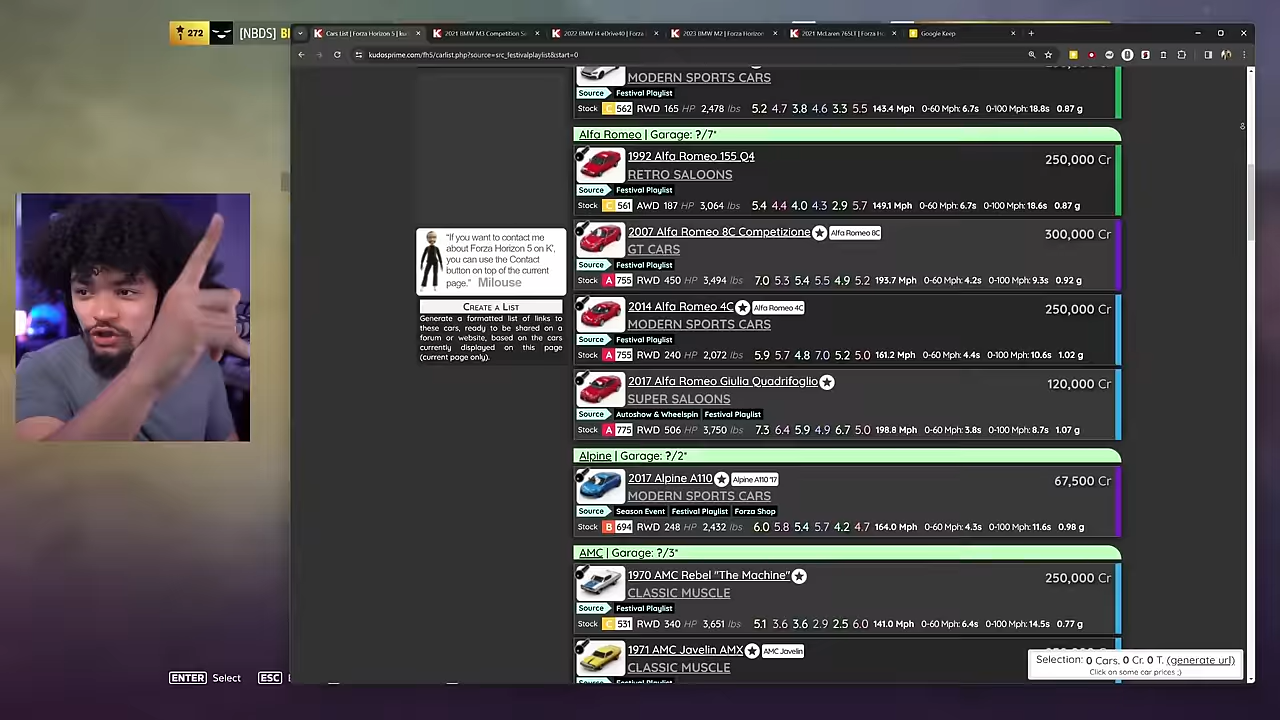 1 272 [NBDS]
Cars List | Forza Horizon 5 | kud
2021 BMW M3 Competition Se
2022 BMW i4 eDrive40 | Forza
2023 BMW M2 | Forza Horizon
2021 McLaren 765LT | Forza Ho
Google Keep
kudosprime.com/fh5/carlist.php?source=src_festivalplaylist&start=0
MODERN SPORTS CARS
Source Festival Playlist
Stock C 562 RWD 165 HP 2,478 lbs 5.2 4.7 3.8 4.6 3.3 5.5 143.4 Mph 0-60 Mph: 6.7s 0-100 Mph: 18.8s 0.87 g
Alfa Romeo | Garage: ?/7*
1992 Alfa Romeo 155 Q4 250,000 Cr
RETRO SALOONS
Source Festival Playlist
Stock C 561 AWD 187 HP 3,064 lbs 5.4 4.4 4.0 4.3 2.9 5.7 149.1 Mph 0-60 Mph: 6.7s 0-100 Mph: 18.6s 0.87 g
2007 Alfa Romeo 8C Competizione Alfa Romeo 8C 300,000 Cr
GT CARS
Source Festival Playlist
Stock A 755 RWD 450 HP 3,494 lbs 7.0 5.3 5.4 5.5 4.9 5.2 193.7 Mph 0-60 Mph: 4.2s 0-100 Mph: 9.3s 0.92 g
2014 Alfa Romeo 4C Alfa Romeo 4C 250,000 Cr
MODERN SPORTS CARS
Source Festival Playlist
Stock A 755 RWD 240 HP 2,072 lbs 5.9 5.7 4.8 7.0 5.2 5.0 161.2 Mph 0-60 Mph: 4.4s 0-100 Mph: 10.6s 1.02 g
2017 Alfa Romeo Giulia Quadrifoglio 120,000 Cr
SUPER SALOONS
Source Autoshow & Wheelspin Festival Playlist
Stock A 775 RWD 506 HP 3,750 lbs 7.3 6.4 5.9 4.9 6.7 5.0 198.8 Mph 0-60 Mph: 3.8s 0-100 Mph: 8.7s 1.07 g
Alpine | Garage: ?/2*
2017 Alpine A110 Alpine A110 '17 67,500 Cr
MODERN SPORTS CARS
Source Season Event Festival Playlist Forza Shop
Stock B 694 RWD 248 HP 2,432 lbs 6.0 5.8 5.4 5.7 4.2 4.7 164.0 Mph 0-60 Mph: 4.3s 0-100 Mph: 11.6s 0.98 g
AMC | Garage: ?/3*
1970 AMC Rebel "The Machine" 250,000 Cr
CLASSIC MUSCLE
Source Festival Playlist
Stock C 531 RWD 340 HP 3,651 lbs 5.1 3.6 3.6 2.9 2.5 6.0 141.0 Mph 0-60 Mph: 6.4s 0-100 Mph: 14.5s 0.77 g
1971 AMC Javelin AMX AMC Javelin
CLASSIC MUSCLE
"If you want to contact me
about Forza Horizon 5 on K',
you can use the Contact
button on top of the current
page." Milouse
CREATE A LIST
Generate a formatted list of links
to these cars, ready to be shared on a
forum or website, based on the cars
currently displayed on this page
(current page only).
Selection: 0 Cars. 0 Cr. 0 T. (generate url)
Click on some car prices ;)
ENTER Select ESC